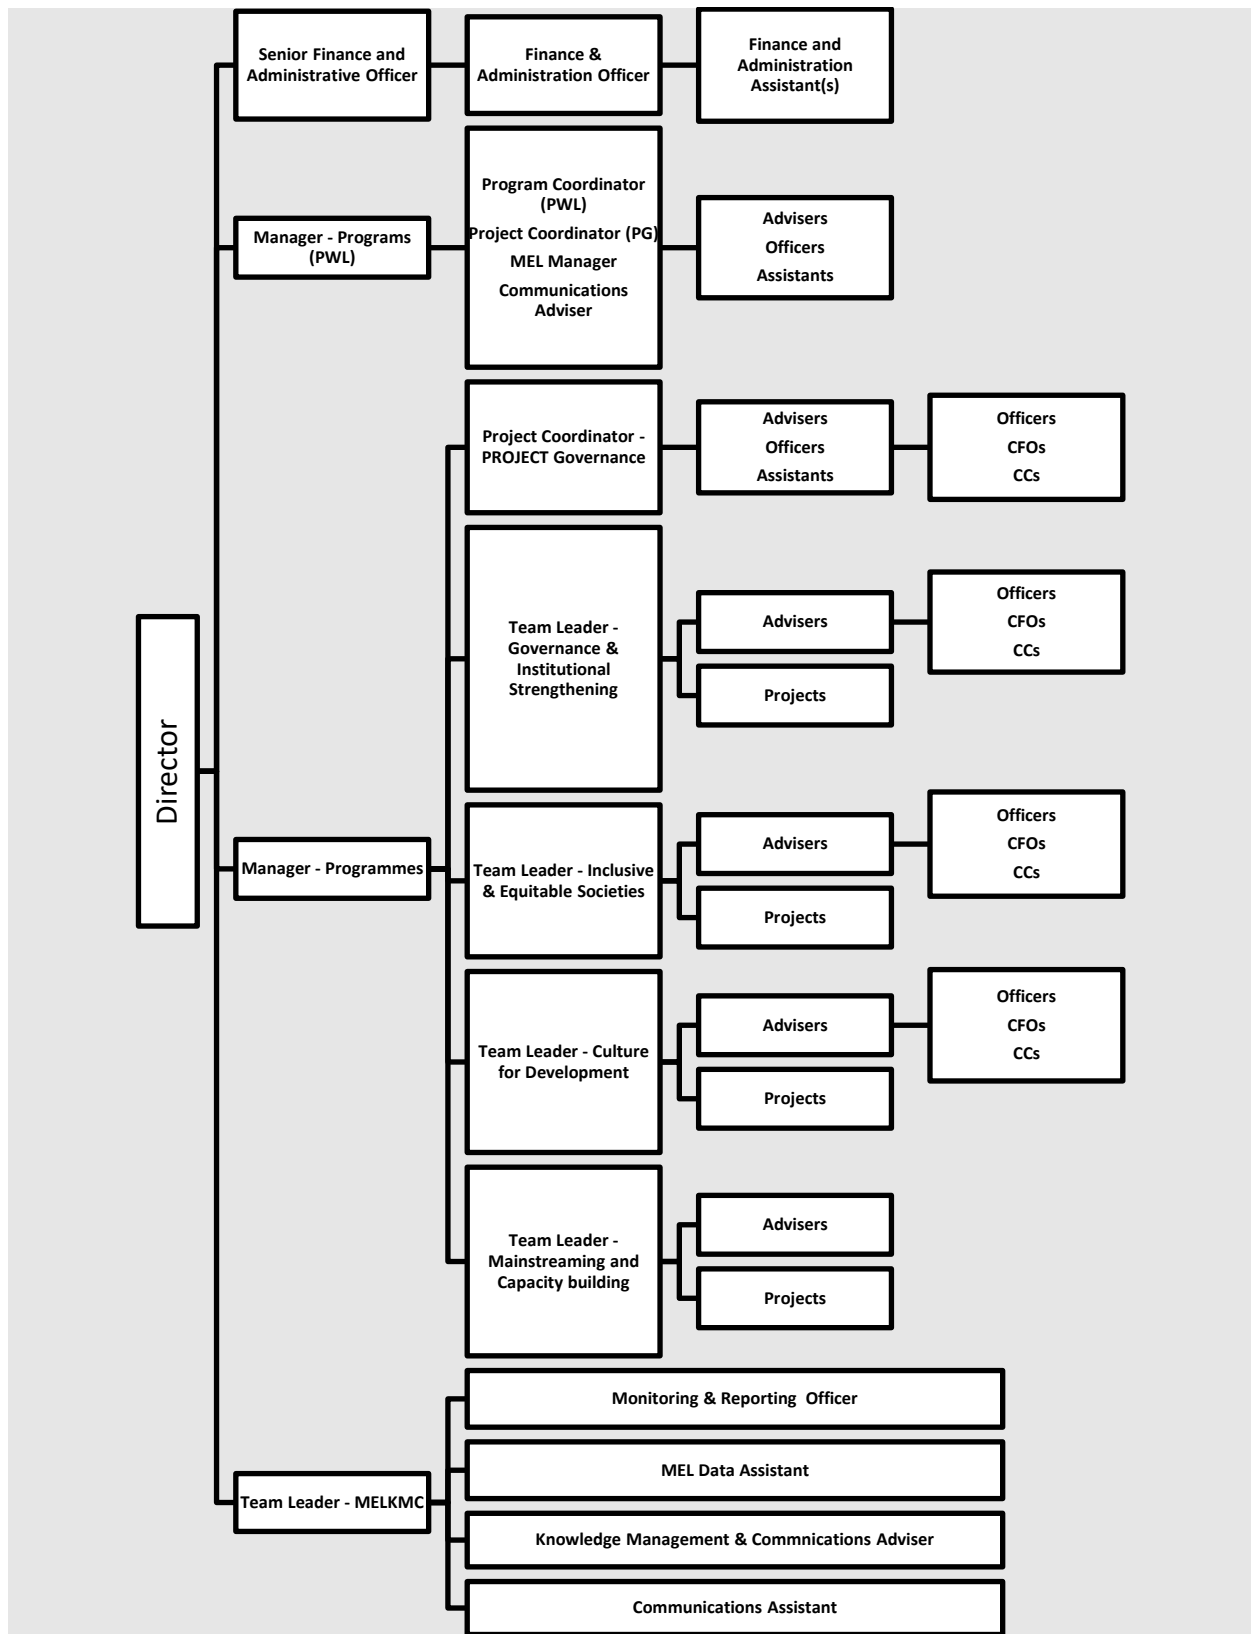 Senior Finance and
Administrative Officer
Finance &
Administration Officer
Finance and
Administration
Assistant(s)
Manager - Programs
(PWL)
Program Coordinator
(PWL)
Project Coordinator (PG)
MEL Manager
Communications
Adviser
Advisers
Officers
Assistants
Director
Manager - Programmes
Project Coordinator -
PROJECT Governance
Advisers
Officers
Assistants
Officers
CFOs
CCs
Team Leader -
Governance &
Institutional
Strengthening
Advisers
Officers
CFOs
CCs
Projects
Team Leader - Inclusive
& Equitable Societies
Advisers
Officers
CFOs
CCs
Projects
Team Leader - Culture
for Development
Advisers
Officers
CFOs
CCs
Projects
Team Leader -
Mainstreaming and
Capacity building
Advisers
Projects
Team Leader - MELKMC
Monitoring & Reporting  Officer
MEL Data Assistant
Knowledge Management & Commnications Adviser
Communications Assistant